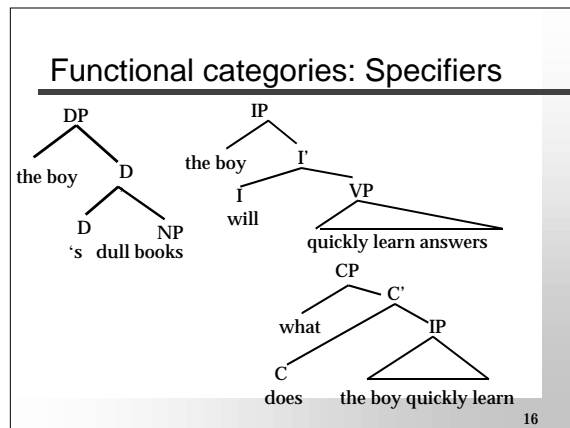 Functional categories: Specifiers
DP
the boy
D
D
's
NP
dull books
IP
the boy
I'
I
will
VP
quickly learn answers
CP
what
C'
C
does
IP
the boy quickly learn
16